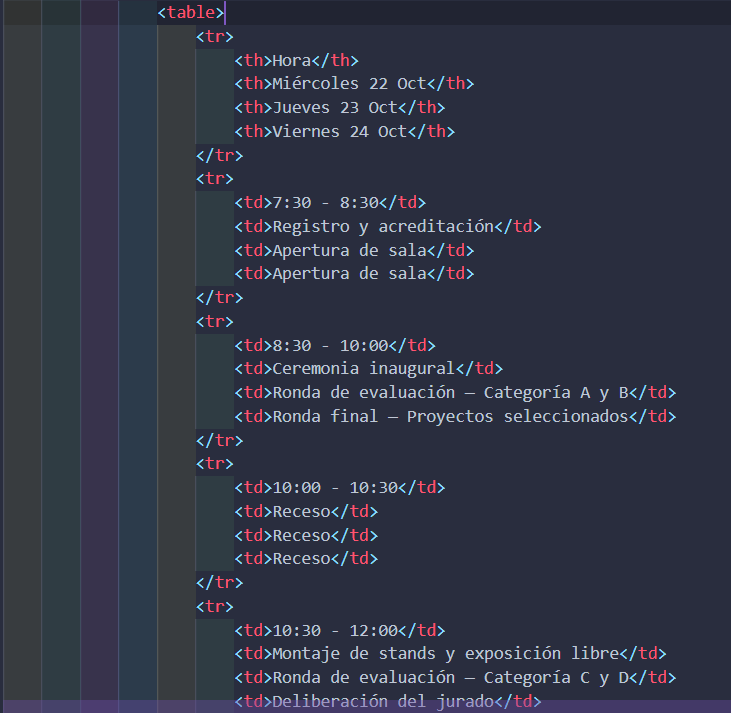 <table>
<tr>
<th>Hora</th>
<th>Miércoles 22 Oct</th>
<th>Jueves 23 Oct</th>
<th>Viernes 24 Oct</th>
</tr>
<tr>
<td>7:30 - 8:30</td>
<td>Registro y acreditación</td>
<td>Apertura de sala</td>
<td>Apertura de sala</td>
</tr>
<tr>
<td>8:30 - 10:00</td>
<td>Ceremonia inaugural</td>
<td>Ronda de evaluación – Categoría A y B</td>
<td>Ronda final – Proyectos seleccionados</td>
</tr>
<tr>
<td>10:00 - 10:30</td>
<td>Receso</td>
<td>Receso</td>
<td>Receso</td>
</tr>
<tr>
<td>10:30 - 12:00</td>
<td>Montaje de stands y exposición libre</td>
<td>Ronda de evaluación – Categoría C y D</td>
<td>Deliberación del jurado</td>